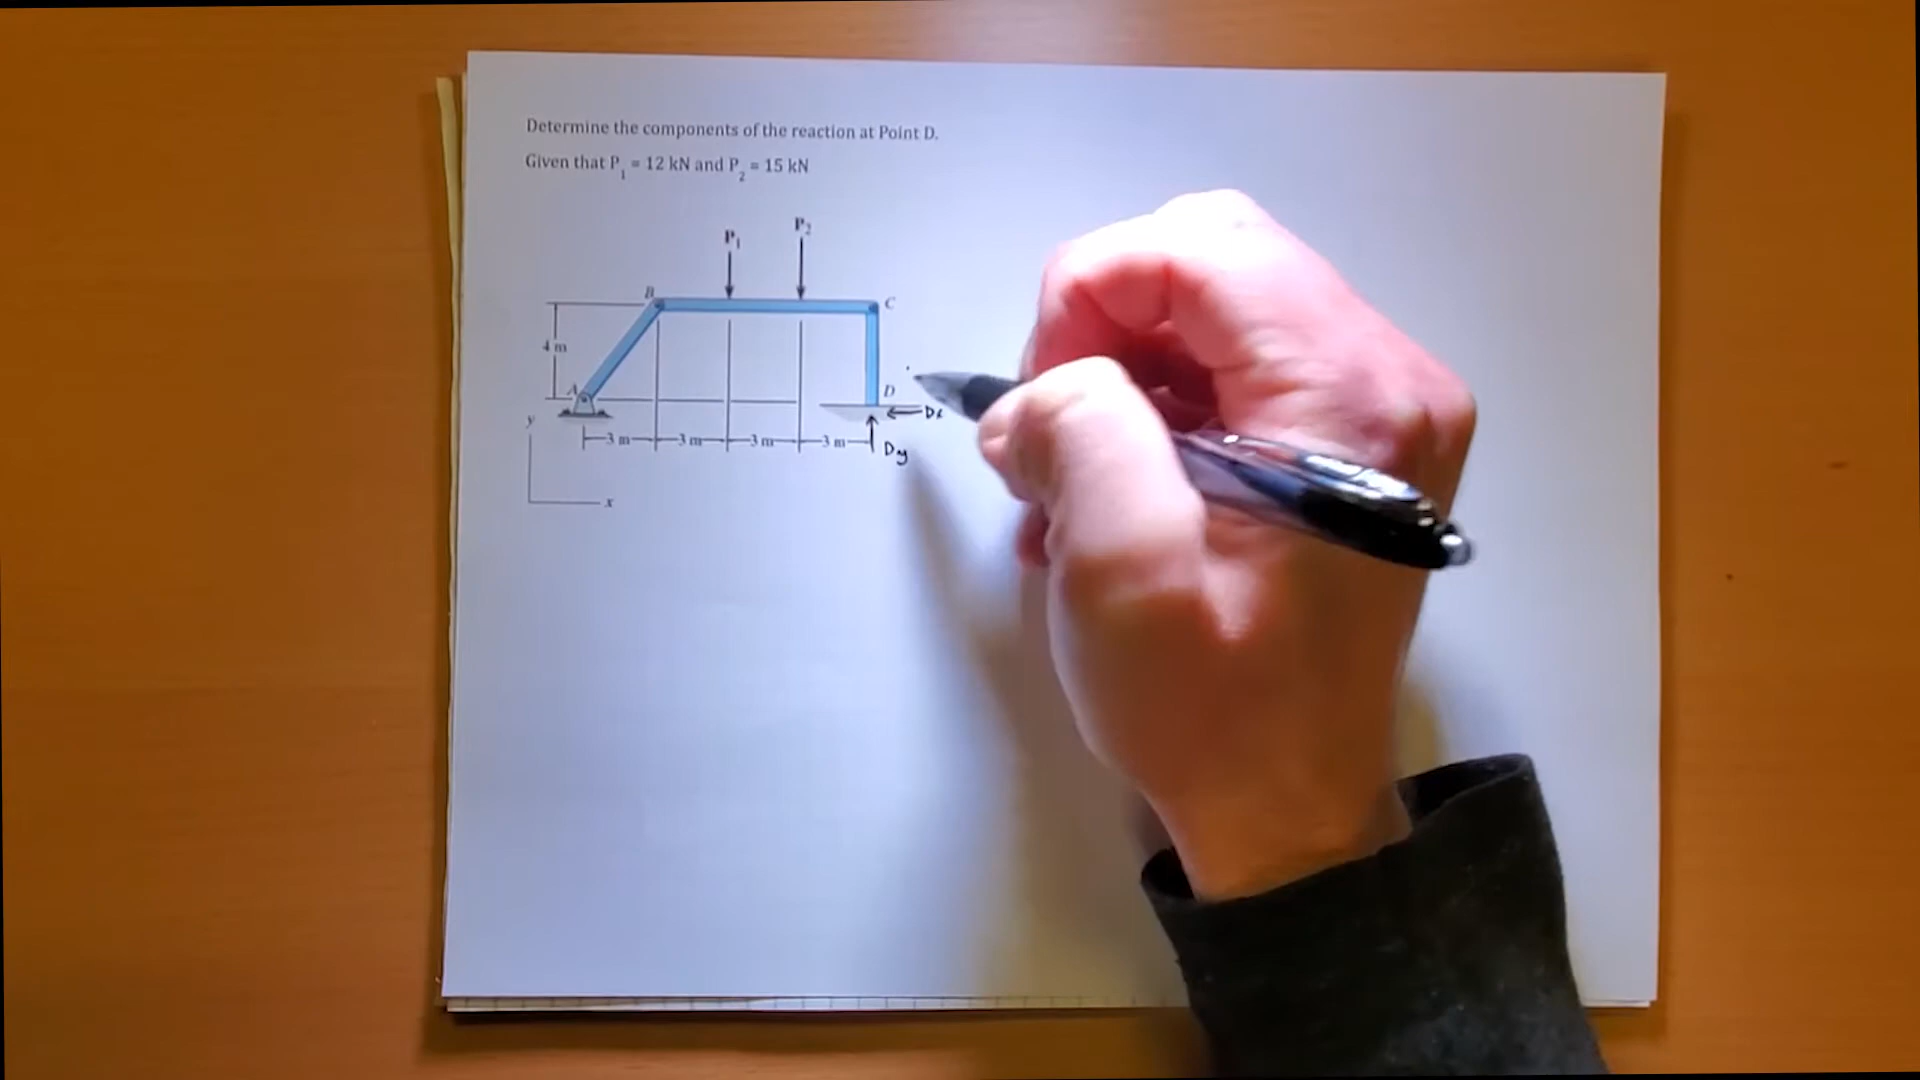 Determine the components of the reaction at Point D.
Given that P1 = 12 kN and P2 = 15 kN
P1
P2
B
C
4 m
A
D
Dx
y
3 m
3 m
3 m
3 m
Dy
x